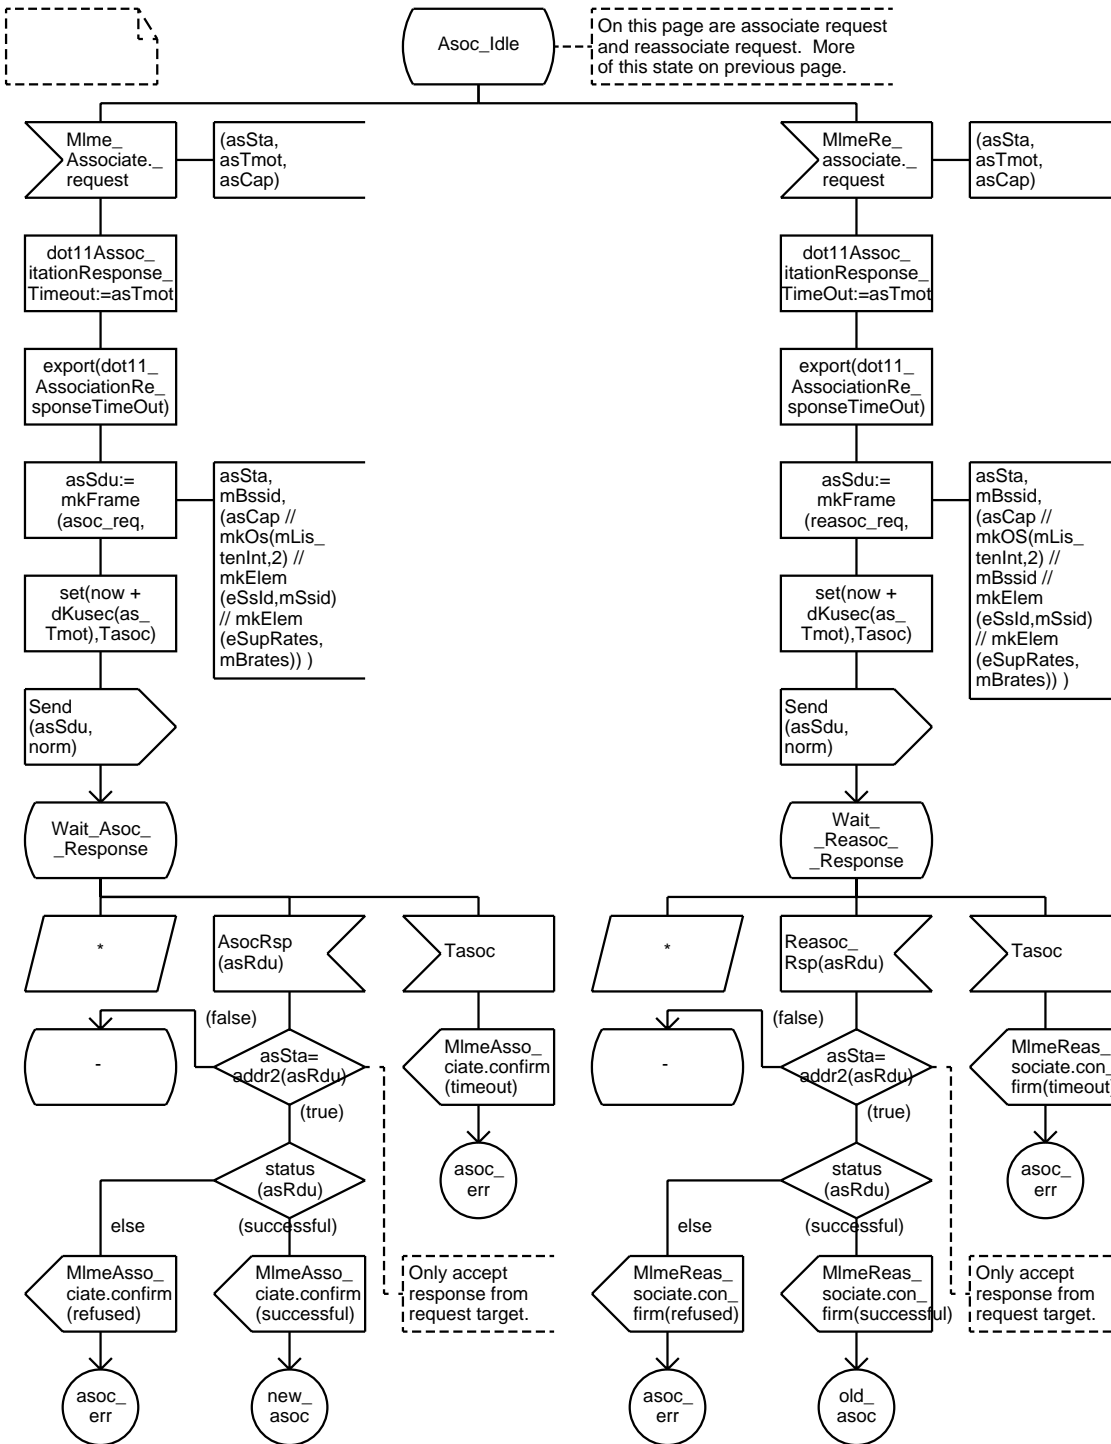 Asoc_Idle
On this page are associate request
and reassociate request.  More
of this state on previous page.
Mlme_
Associate._
request
(asSta,
asTmot,
asCap)
dot11Assoc_
itationResponse_
Timeout:=asTmot
export(dot11_
AssociationRe_
sponseTimeOut)
asSdu:=
mkFrame
(asoc_req,
asSta,
mBssid,
(asCap //
mkOs(mLis_
tenInt,2) //
mkElem
(eSsId,mSsid)
// mkElem
(eSupRates,
mBrates)) )
set(now +
dKusec(as_
Tmot),Tasoc)
Send
(asSdu,
norm)
Wait_Asoc_
_Response
*
AsocRsp
(asRdu)
Tasoc
(false)
-
asSta=
addr2(asRdu)
MlmeAsso_
ciate.confirm
(timeout)
(true)
status
(asRdu)
asoc_
err
else
(successful)
MlmeAsso_
ciate.confirm
(refused)
MlmeAsso_
ciate.confirm
(successful)
Only accept
response from
request target.
asoc_
err
new_
asoc
MlmeRe_
associate._
request
(asSta,
asTmot,
asCap)
dot11Assoc_
itationResponse_
TimeOut:=asTmot
export(dot11_
AssociationRe_
sponseTimeOut)
asSdu:=
mkFrame
(reasoc_req,
asSta,
mBssid,
(asCap //
mkOS(mLis_
tenInt,2) //
mBssid //
mkElem
(eSsId,mSsid)
// mkElem
(eSupRates,
mBrates)) )
set(now +
dKusec(as_
Tmot),Tasoc)
Send
(asSdu,
norm)
Wait_
_Reasoc_
_Response
*
Reasoc_
Rsp(asRdu)
Tasoc
(false)
-
asSta=
addr2(asRdu)
MlmeReas_
sociate.con_
firm(timeout)
(true)
status
(asRdu)
asoc_
err
else
(successful)
MlmeReas_
sociate.con_
firm(refused)
MlmeReas_
sociate.con_
firm(successful)
Only accept
response from
request target.
asoc_
err
old_
asoc